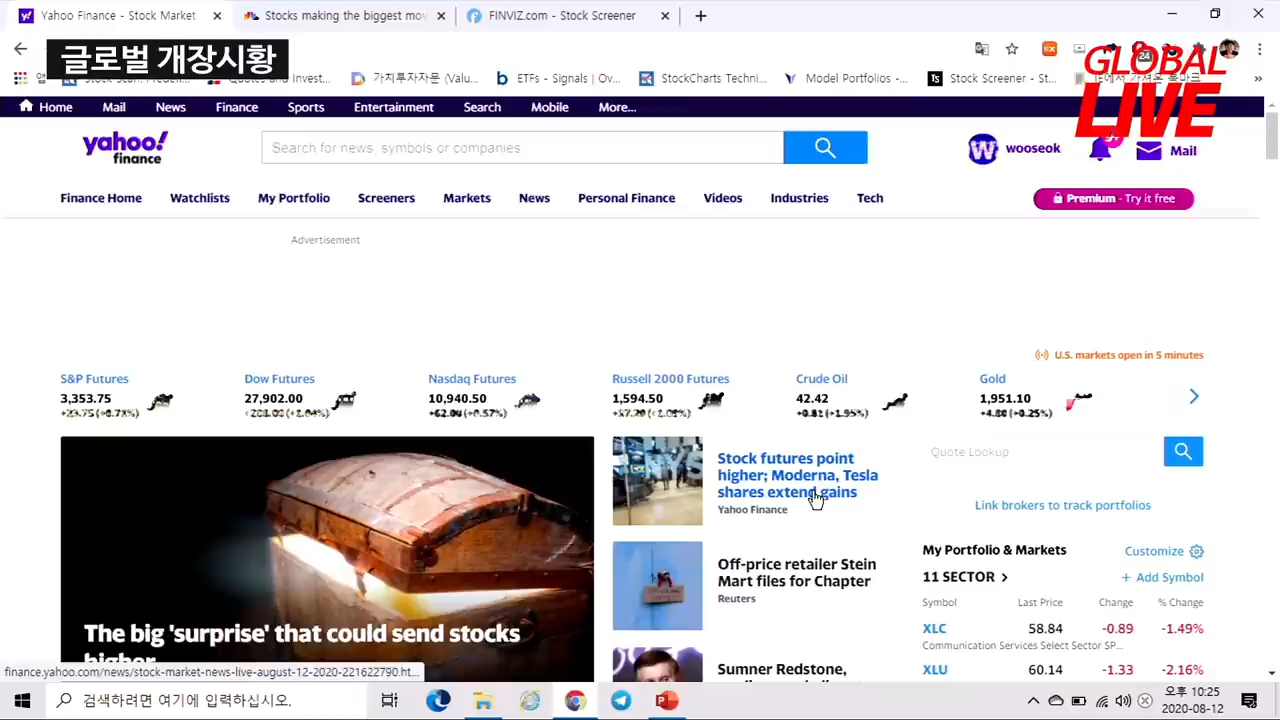 Yahoo Finance - Stock Market
Stocks making the biggest mov
FINVIZ.com - Stock Screener
글로벌 개장시황
GLOBAL
LIVE
가치투자자문 (Valu...
ETFs - Signals | Ov...
StockCharts Techni...
Model Portfolios -...
Stock Screener - St...
Home Mail News Finance Sports Entertainment Search Mobile More...
yahoo!
finance
Search for news, symbols or companies
wooseok
Mail
Finance Home Watchlists My Portfolio Screeners Markets News Personal Finance Videos Industries Tech
Premium - Try it free
Advertisement
U.S. markets open in 5 minutes
S&P Futures
3,353.75
Dow Futures
27,902.00
Nasdaq Futures
10,940.50
Russell 2000 Futures
1,594.50
Crude Oil
42.42
Gold
1,951.10
+4.80 (+0.25%)
Stock futures point
higher; Moderna, Tesla
shares extend gains
Yahoo Finance
Quote Lookup
Link brokers to track portfolios
Off-price retailer Stein
Mart files for Chapter
Reuters
My Portfolio & Markets
Customize
11 SECTOR >
+ Add Symbol
Symbol Last Price Change % Change
XLC 58.84 -0.89 -1.49%
Communication Services Select Sector SP...
XLU 60.14 -1.33 -2.16%
The big 'surprise' that could send stocks
higher
Sumner Redstone,
finance.yahoo.com/news/stock-market-news-live-august-12-2020-221622790.ht...
검색하려면 여기에 입력하십시오.
오후 10:25
2020-08-12